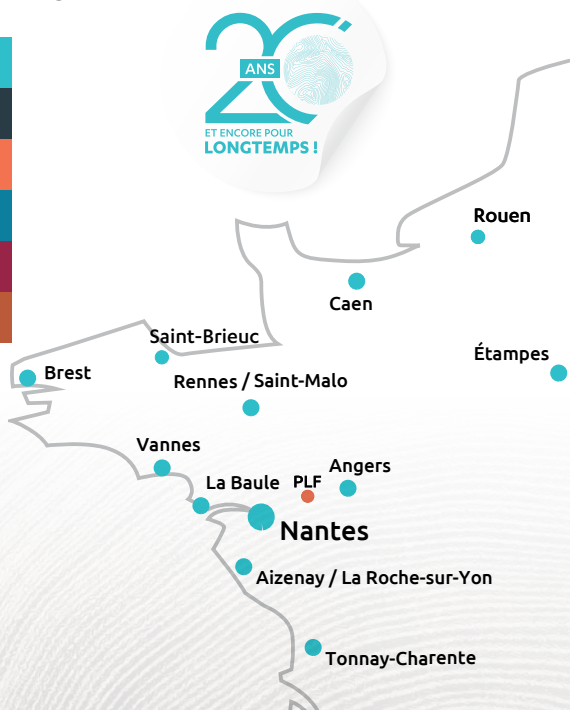 20
ANS
ET ENCORE POUR
LONGTEMPS !
Rouen
Caen
Saint-Brieuc
Étampes
Brest
Rennes / Saint-Malo
Vannes
Angers
La Baule
PLF
Nantes
Aizenay / La Roche-sur-Yon
Tonnay-Charente